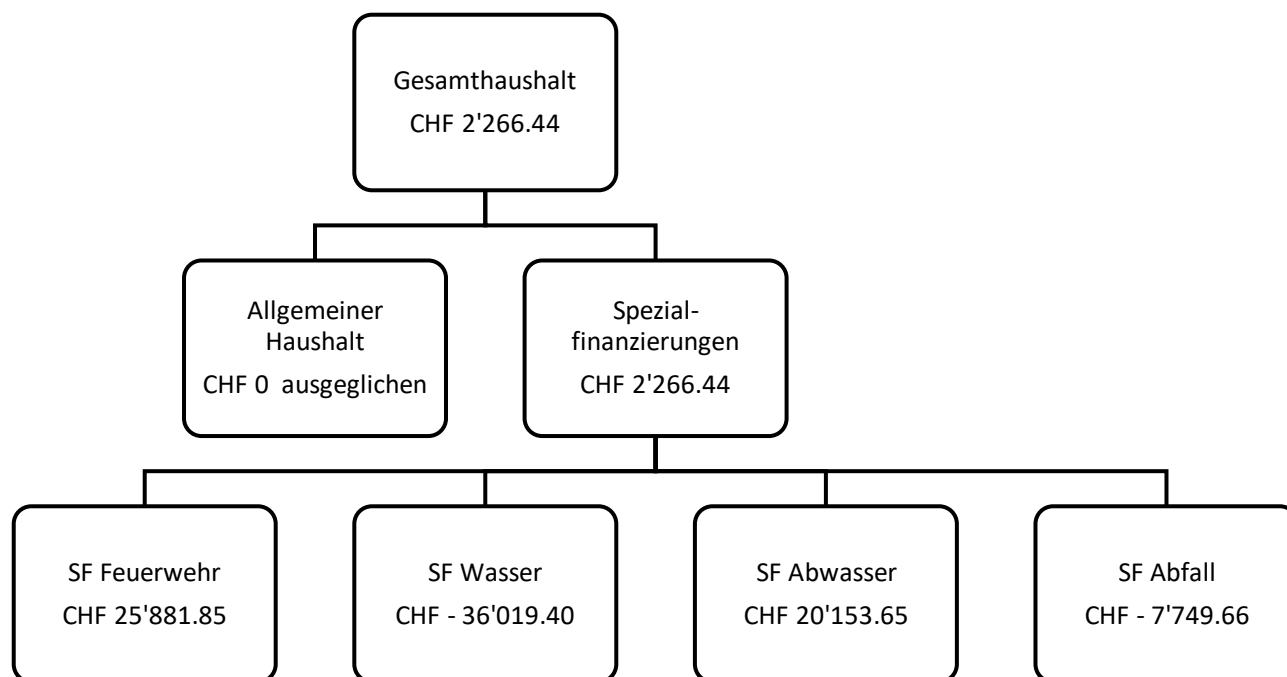 Gesamthaushalt
CHF 2'266.44
Allgemeiner
Haushalt
CHF 0  ausgeglichen
Spezial-
finanzierungen
CHF 2'266.44
SF Feuerwehr
CHF 25'881.85
SF Wasser
CHF - 36'019.40
SF Abwasser
CHF 20'153.65
SF Abfall
CHF - 7'749.66